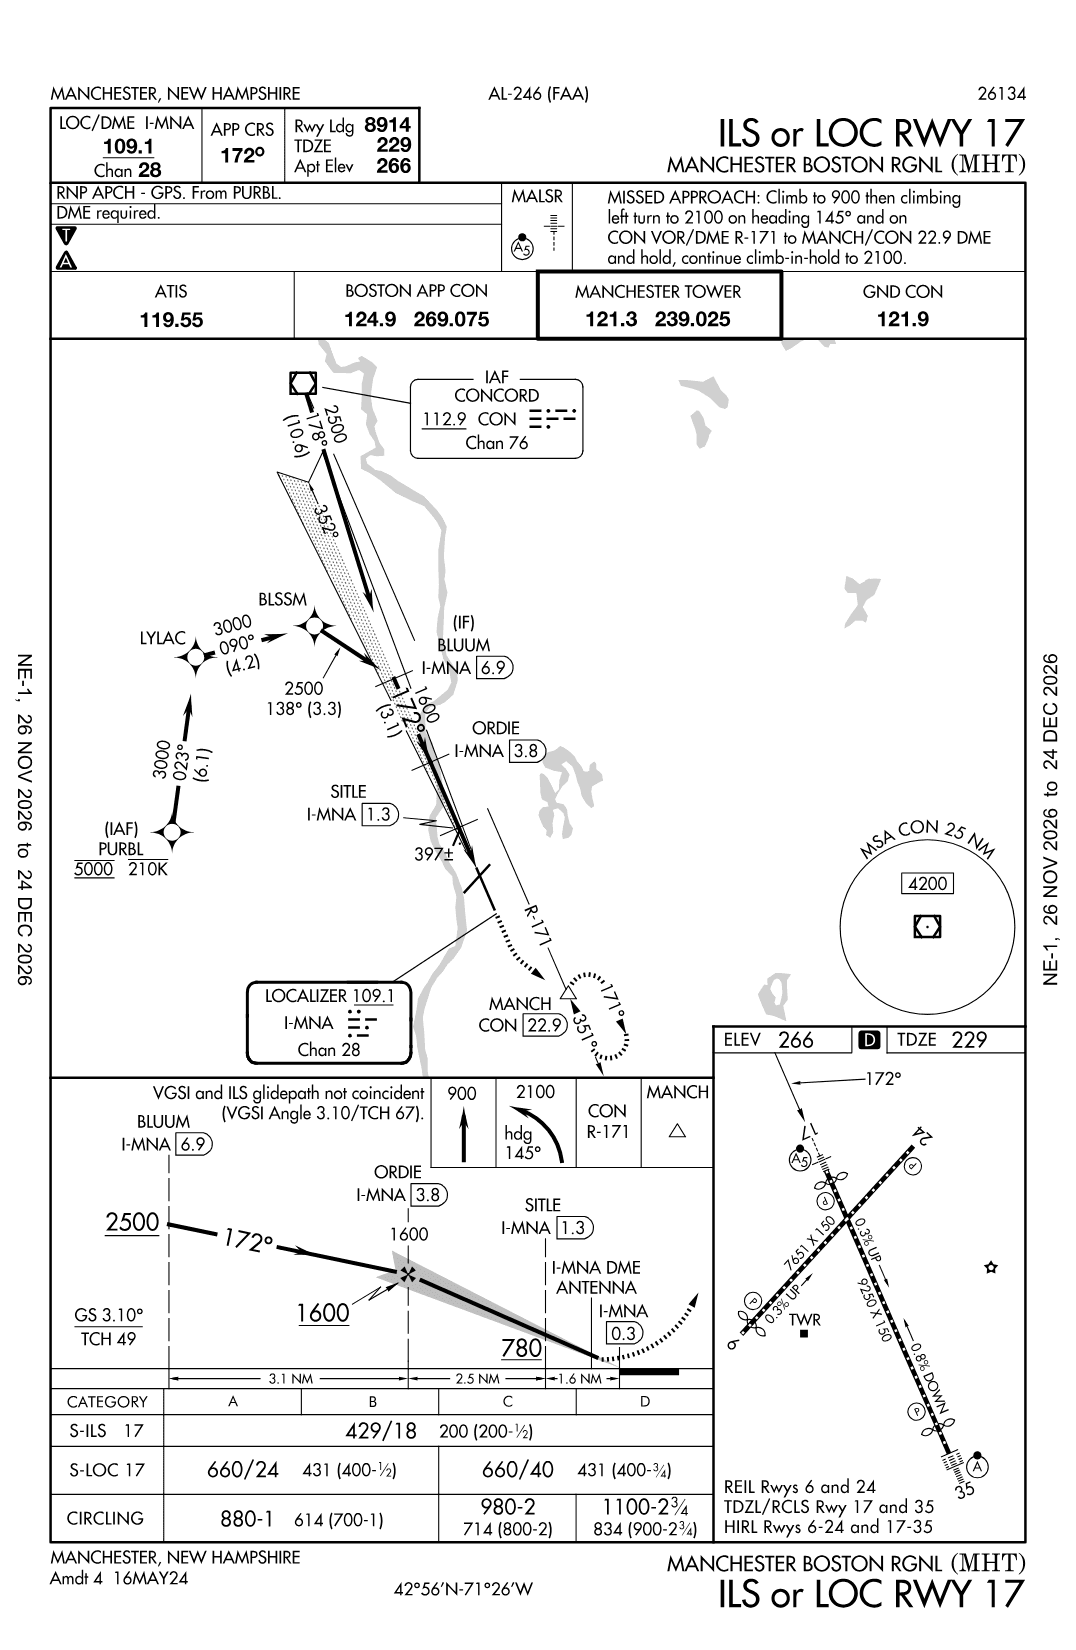 MANCHESTER, NEW HAMPSHIRE
AL-246 (FAA)
26134
LOC/DME I-MNA
109.1
Chan 28
APP CRS
172°
Rwy Ldg 8914
TDZE 229
Apt Elev 266
ILS or LOC RWY 17
MANCHESTER BOSTON RGNL (MHT)
RNP APCH - GPS. From PURBL.
DME required.
T
A
MALSR
A5
MISSED APPROACH: Climb to 900 then climbing
left turn to 2100 on heading 145° and on
CON VOR/DME R-171 to MANCH/CON 22.9 DME
and hold, continue climb-in-hold to 2100.
ATIS
119.55
BOSTON APP CON
124.9 269.075
MANCHESTER TOWER
121.3 239.025
GND CON
121.9
IAF
CONCORD
112.9 CON
Chan 76
2500
178°
(10.6)
352°
BLSSM
LYLAC
3000
090°
(4.2)
(IF)
BLUUM
I-MNA 6.9
2500
138° (3.3)
1600
172°
(3.1)
ORDIE
I-MNA 3.8
3000
023°
(6.1)
SITLE
I-MNA 1.3
(IAF)
PURBL
5000 210K
397±
MSA CON 25 NM
4200
R-171
LOCALIZER 109.1
I-MNA
Chan 28
MANCH
CON 22.9
171°
351°
NE-1, 26 NOV 2026 to 24 DEC 2026
NE-1, 26 NOV 2026 to 24 DEC 2026
ELEV 266
D
TDZE 229
172°
17
A5
24
P
P
7651 X 150
0.3% UP
0.3% UP
9250 X 150
P
6
TWR
0.8% DOWN
P
A
35
REIL Rwys 6 and 24
TDZL/RCLS Rwy 17 and 35
HIRL Rwys 6-24 and 17-35
VGSI and ILS glidepath not coincident
(VGSI Angle 3.10/TCH 67).
900
2100
hdg
145°
CON
R-171
MANCH
BLUUM
I-MNA 6.9
ORDIE
I-MNA 3.8
SITLE
I-MNA 1.3
2500
172°
1600
I-MNA DME
ANTENNA
I-MNA
0.3
1600
GS 3.10°
TCH 49
780
3.1 NM
2.5 NM
1.6 NM
CATEGORY A B C D
S-ILS 17 429/18 200 (200-½)
S-LOC 17 660/24 431 (400-½) 660/40 431 (400-¾)
CIRCLING 880-1 614 (700-1) 980-2 714 (800-2) 1100-2¾ 834 (900-2¾)
MANCHESTER, NEW HAMPSHIRE
Amdt 4 16MAY24
42°56'N-71°26'W
MANCHESTER BOSTON RGNL (MHT)
ILS or LOC RWY 17